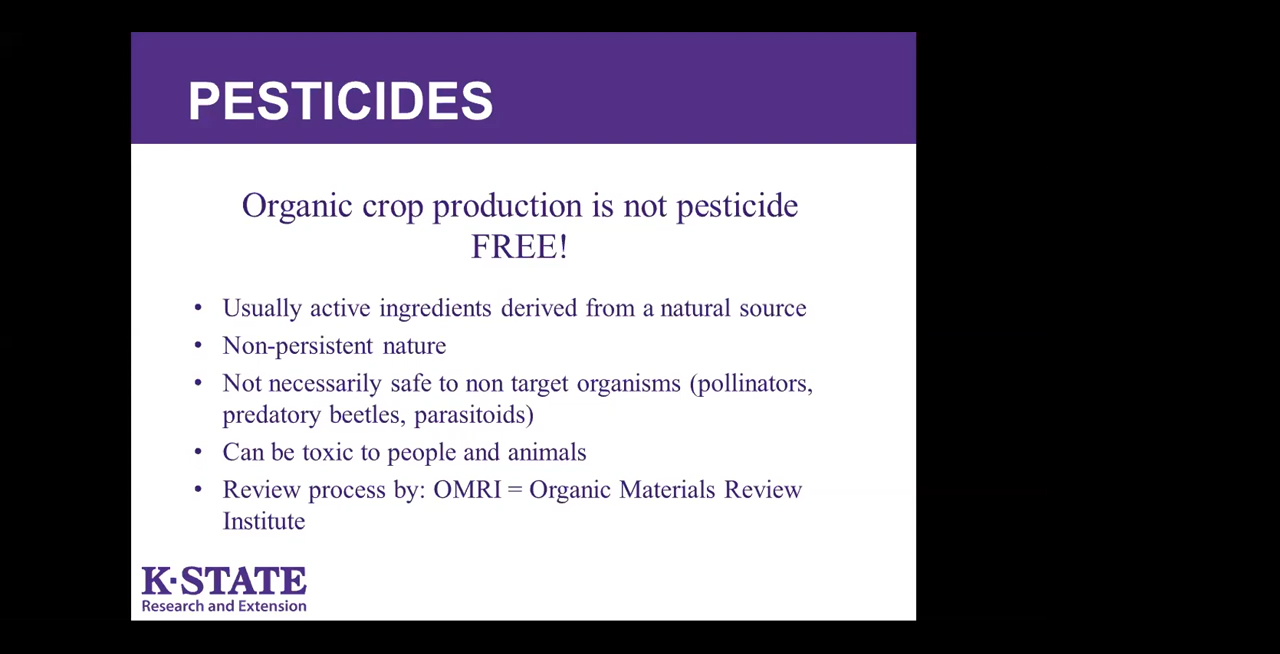 PESTICIDES
Organic crop production is not pesticide
FREE!
• Usually active ingredients derived from a natural source
• Non-persistent nature
• Not necessarily safe to non target organisms (pollinators,
predatory beetles, parasitoids)
• Can be toxic to people and animals
• Review process by: OMRI = Organic Materials Review
Institute
K·STATE
Research and Extension